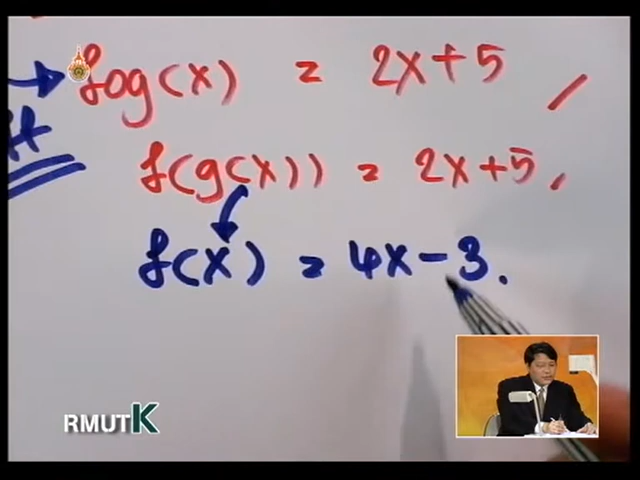 fog(x) = 2x+5 ,
f(g(x)) = 2x+5,
f(x) = 4x-3.
RMUTK